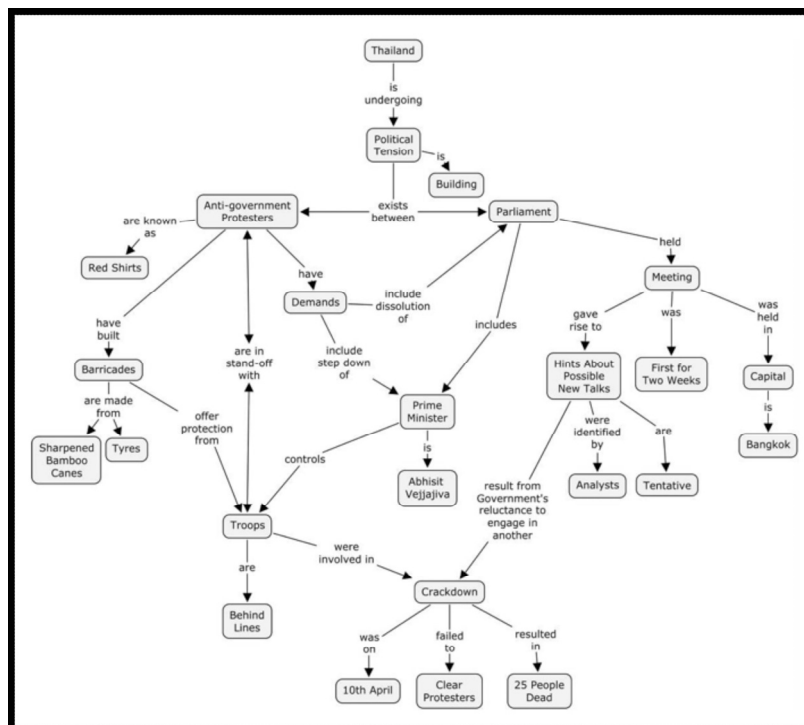 Thailand
is
undergoing
Political
Tension
is
Building
exists
between
Anti-government
Protesters
Parliament
are known
as
Red Shirts
have
Demands
include
dissolution
of
held
Meeting
have
built
Barricades
are in
stand-off
with
include
step down
of
includes
gave
rise to
was
was
held
in
Hints About
Possible
New Talks
First for
Two Weeks
Capital
are made
from
Sharpened
Bamboo
Canes
Tyres
offer
protection
from
Prime
Minister
controls
is
Abhisit
Vejjajiva
were
identified
by
are
is
Bangkok
Analysts
Tentative
result from
Government's
reluctance to
engage in
another
Troops
are
Behind
Lines
were
involved in
Crackdown
was
on
failed
to
resulted
in
10th April
Clear
Protesters
25 People
Dead